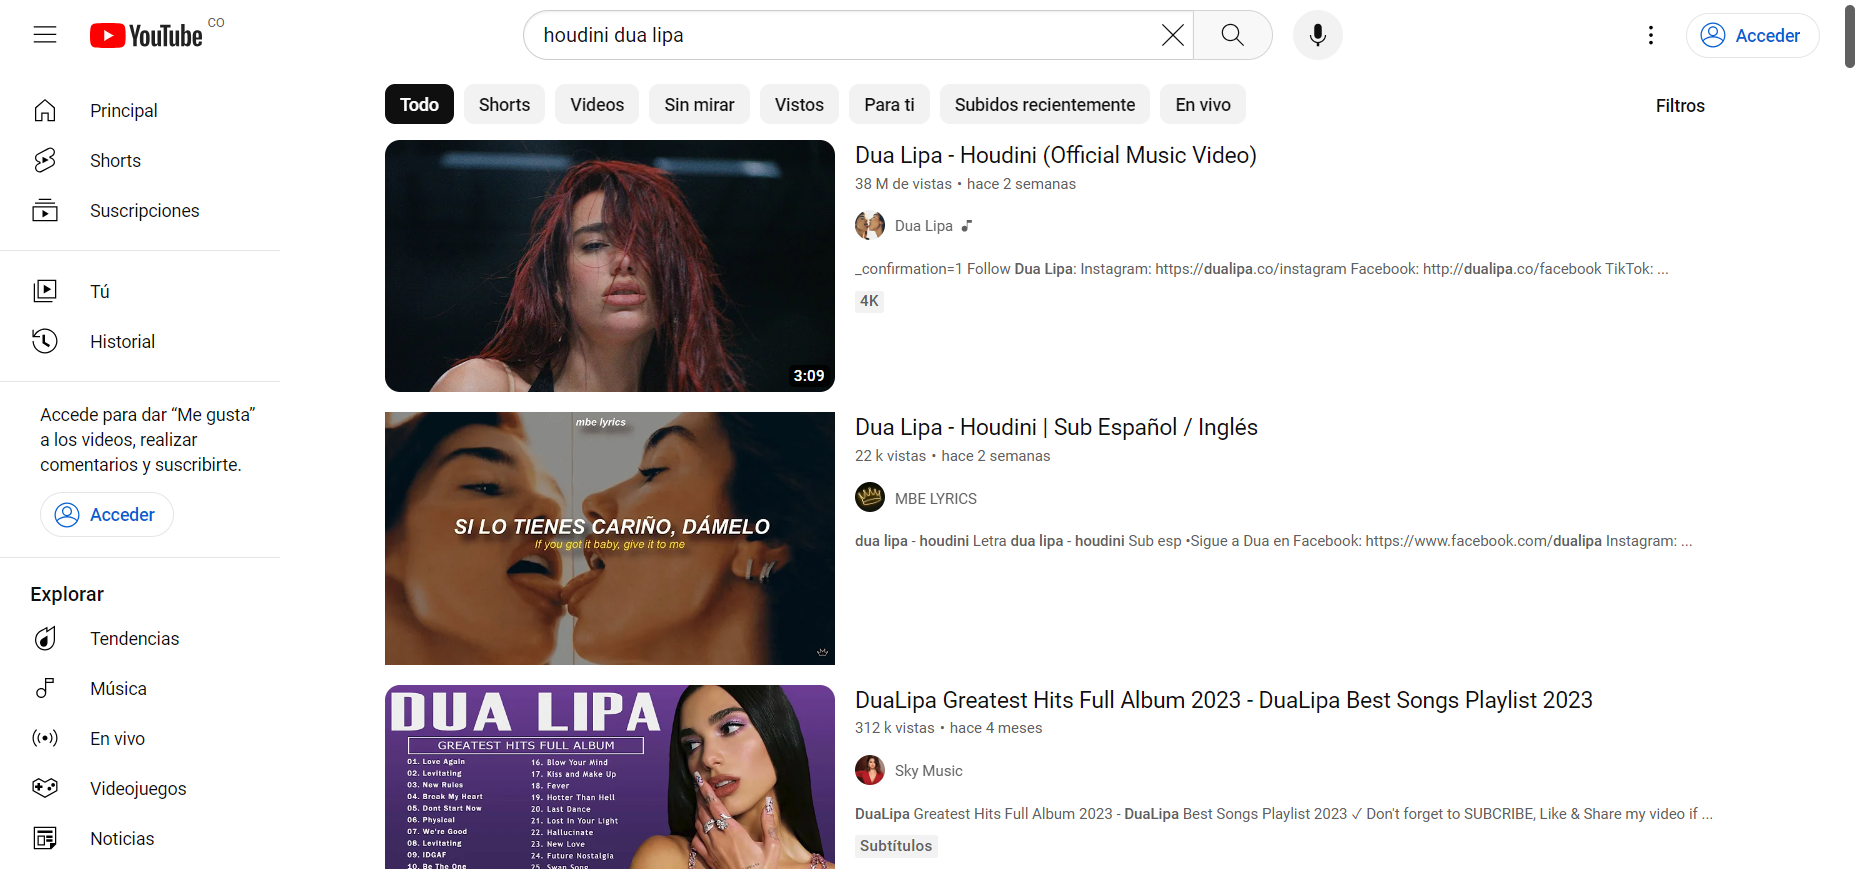 YouTube CO
houdini dua lipa
Acceder
Principal
Shorts
Suscripciones
Tú
Historial
Accede para dar “Me gusta”
a los videos, realizar
comentarios y suscribirte.
Acceder
Explorar
Tendencias
Música
En vivo
Videojuegos
Noticias
Todo Shorts Videos Sin mirar Vistos Para ti Subidos recientemente En vivo Filtros
3:09
Dua Lipa - Houdini (Official Music Video)
38 M de vistas • hace 2 semanas
Dua Lipa
_confirmation=1 Follow Dua Lipa: Instagram: https://dualipa.co/instagram Facebook: http://dualipa.co/facebook TikTok: ...
4K
mbe lyrics
SI LO TIENES CARIÑO, DÁMELO
If you got it baby, give it to me
Dua Lipa - Houdini | Sub Español / Inglés
22 k vistas • hace 2 semanas
MBE LYRICS
dua lipa - houdini Letra dua lipa - houdini Sub esp •Sigue a Dua en Facebook: https://www.facebook.com/dualipa Instagram: ...
DUA LIPA
GREATEST HITS FULL ALBUM
01. Love Again
02. Levitating
03. New Rules
04. Break My Heart
05. Dont Start Now
06. Physical
07. We're Good
08. Levitating
09. IDGAF
10. Be The One
16. Blow Your Mind
17. Kiss and Make Up
18. Fever
19. Hotter Than Hell
20. Last Dance
21. Lost In Your Light
22. Hallucinate
23. New Love
24. Future Nostalgia
25. Swan Song
DuaLipa Greatest Hits Full Album 2023 - DuaLipa Best Songs Playlist 2023
312 k vistas • hace 4 meses
Sky Music
DuaLipa Greatest Hits Full Album 2023 - DuaLipa Best Songs Playlist 2023 ✓ Don't forget to SUBCRIBE, Like & Share my video if ...
Subtítulos